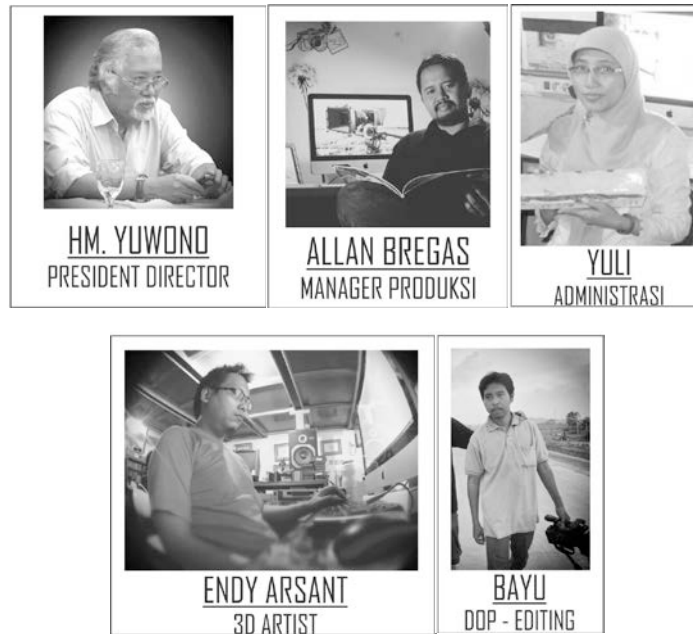 HM. YUWONO
PRESIDENT DIRECTOR
ALLAN BREGAS
MANAGER PRODUKSI
YULI
ADMINISTRASI
ENDY ARSANT
3D ARTIST
BAYU
DOP - EDITING